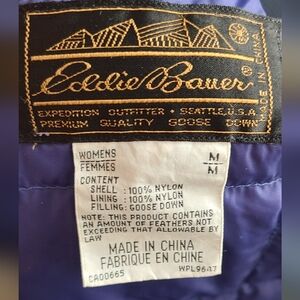 Eddie Bauer®
MADE IN CHINA
EXPEDITION OUTFITTER • SEATTLE, U.S.A.
PREMIUM QUALITY GOOSE DOWN
WOMENS M
FEMMES M
CONTENT
SHELL : 100% NYLON
LINING : 100% NYLON
FILLING: GOOSE DOWN
NOTE: THIS PRODUCT CONTAINS
AN AMOUNT OF FEATHERS NOT
EXCEEDING THAT ALLOWABLE BY
LAW
MADE IN CHINA
FABRIQUE EN CHINE
CA00665 WPL9647